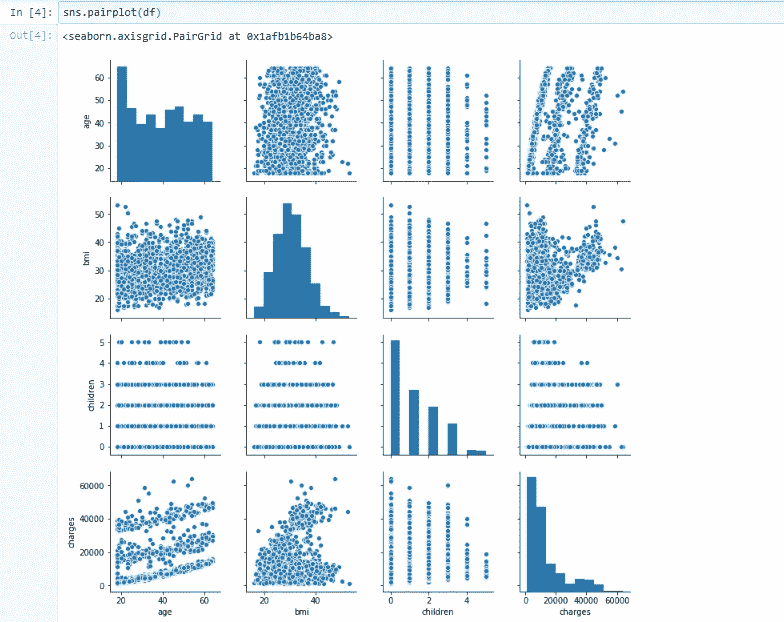 In [4]: sns.pairplot(df)
Out[4]: <seaborn.axisgrid.PairGrid at 0x1afb1b64ba8>
60
50
40
30
20
age
50
40
30
20
bmi
5
4
3
2
1
0
children
60000
40000
20000
0
charges
20 40 60
age
20 40
bmi
0 2 4
children
0 20000 40000 60000
charges